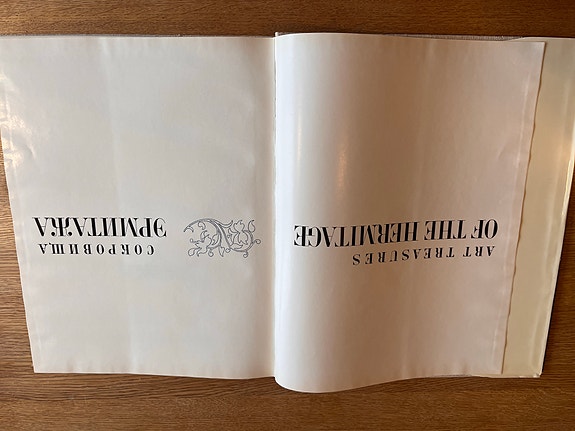 ART TREASURES
OF THE HERMITAGE
СОКРОВИЩА
ЭРМИТАЖА